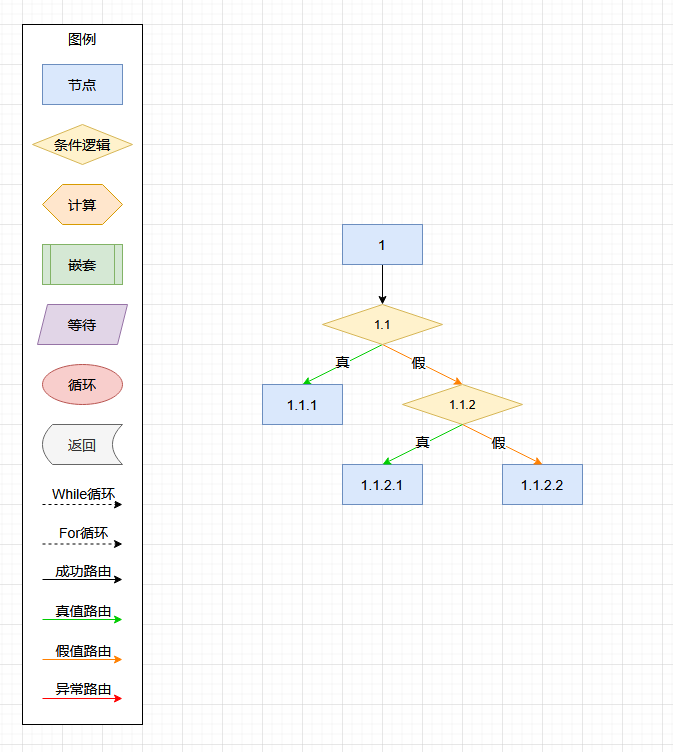 图例
节点
条件逻辑
计算
嵌套
等待
循环
返回
While循环
For循环
成功路由
真值路由
假值路由
异常路由
1
1.1
真
假
1.1.1
1.1.2
真
假
1.1.2.1
1.1.2.2